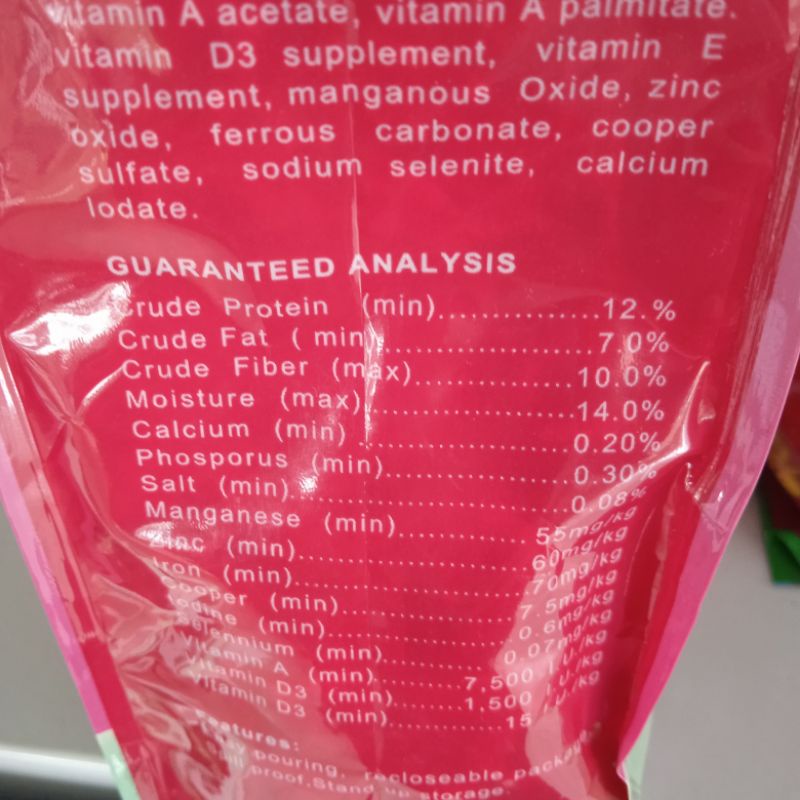 vitamin A acetate, vitamin A palmitate.
vitamin D3 supplement, vitamin E
supplement, manganous Oxide, zinc
oxide, ferrous carbonate, cooper
sulfate, sodium selenite, calcium
Iodate.
GUARANTEED ANALYSIS
Crude Protein (min)................12.%
Crude Fat ( min)......................7.0%
Crude Fiber (max)................10.0%
Moisture (max).....................14.0%
Calcium (min) ......................0.20%
Phosporus (min)...................0.30%
Salt (min)............................0.08%
Manganese (min)..............55mg/kg
Zinc (min).......................60mg/kg
Iron (min).......................70mg/kg
Cooper (min)..................7.5mg/kg
Iodine (min)...................0.6mg/kg
Selennium (min)............0.07mg/kg
Vitamin A (min).........7,500 I.U./kg
Vitamin D3 (min)........1,500 I.U./kg
Vitamin D3 (min)............15 I.U./kg
Features:
pouring, recloseable package,
proof.Stand up storage.